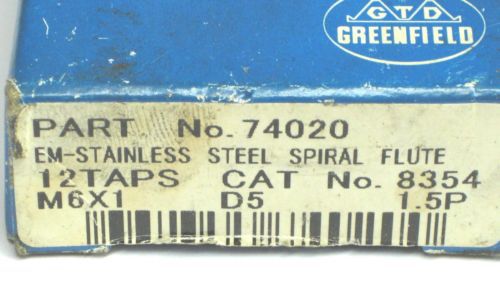 GTD
GREENFIELD
PART No. 74020
EM-STAINLESS STEEL SPIRAL FLUTE
12TAPS CAT No. 8354
M6X1 D5 1.5P